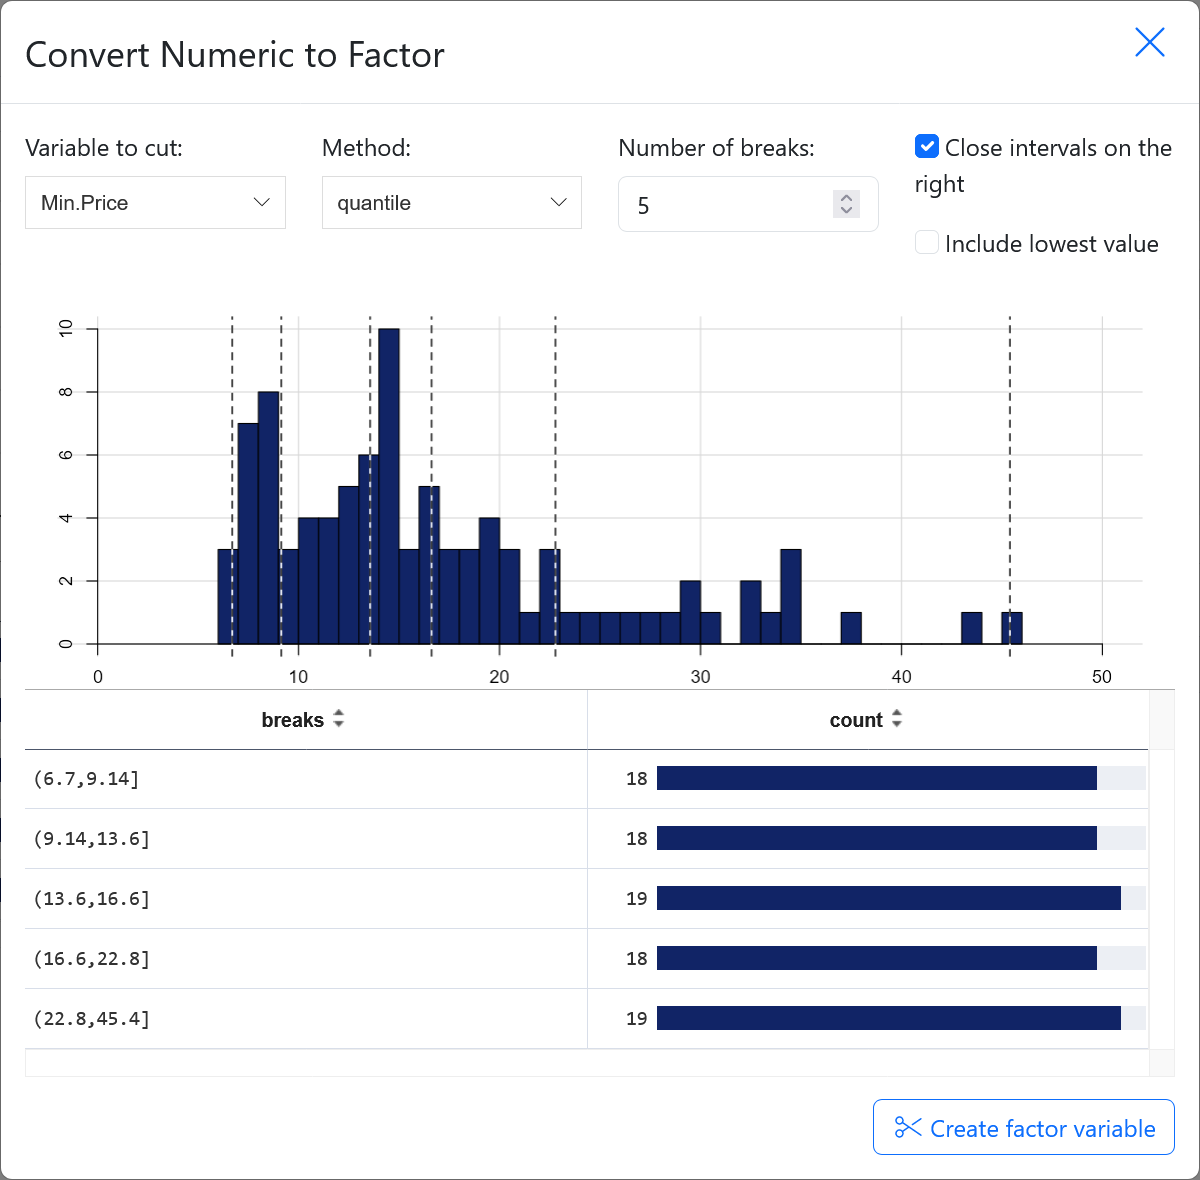 Convert Numeric to Factor
Variable to cut:
Method:
Number of breaks:
Close intervals on the
right
Min.Price
quantile
5
Include lowest value
10
8
6
4
2
0
0 10 20 30 40 50
breaks count
(6.7,9.14] 18
(9.14,13.6] 18
(13.6,16.6] 19
(16.6,22.8] 18
(22.8,45.4] 19
Create factor variable